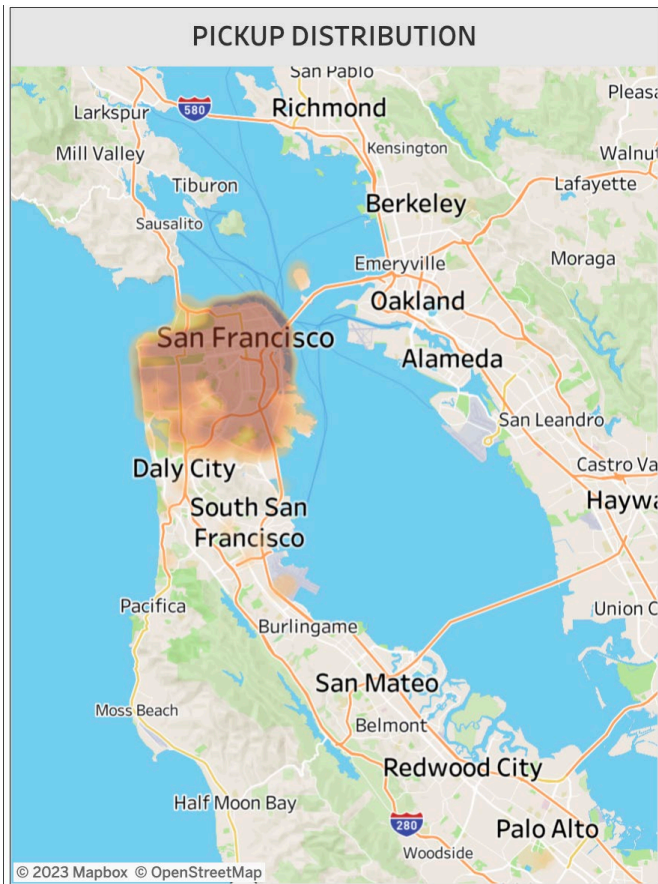 PICKUP DISTRIBUTION
San Pablo
Richmond
580
Larkspur
Pleasa
Mill Valley
Kensington
Walnut
Lafayette
Tiburon
Berkeley
Sausalito
Moraga
Emeryville
Oakland
San Francisco
Alameda
San Leandro
Castro Va
Daly City
Haywa
South San
Francisco
Pacifica
Union C
Burlingame
San Mateo
Moss Beach
Belmont
Redwood City
Half Moon Bay
280
Palo Alto
Woodside
© 2023 Mapbox © OpenStreetMap